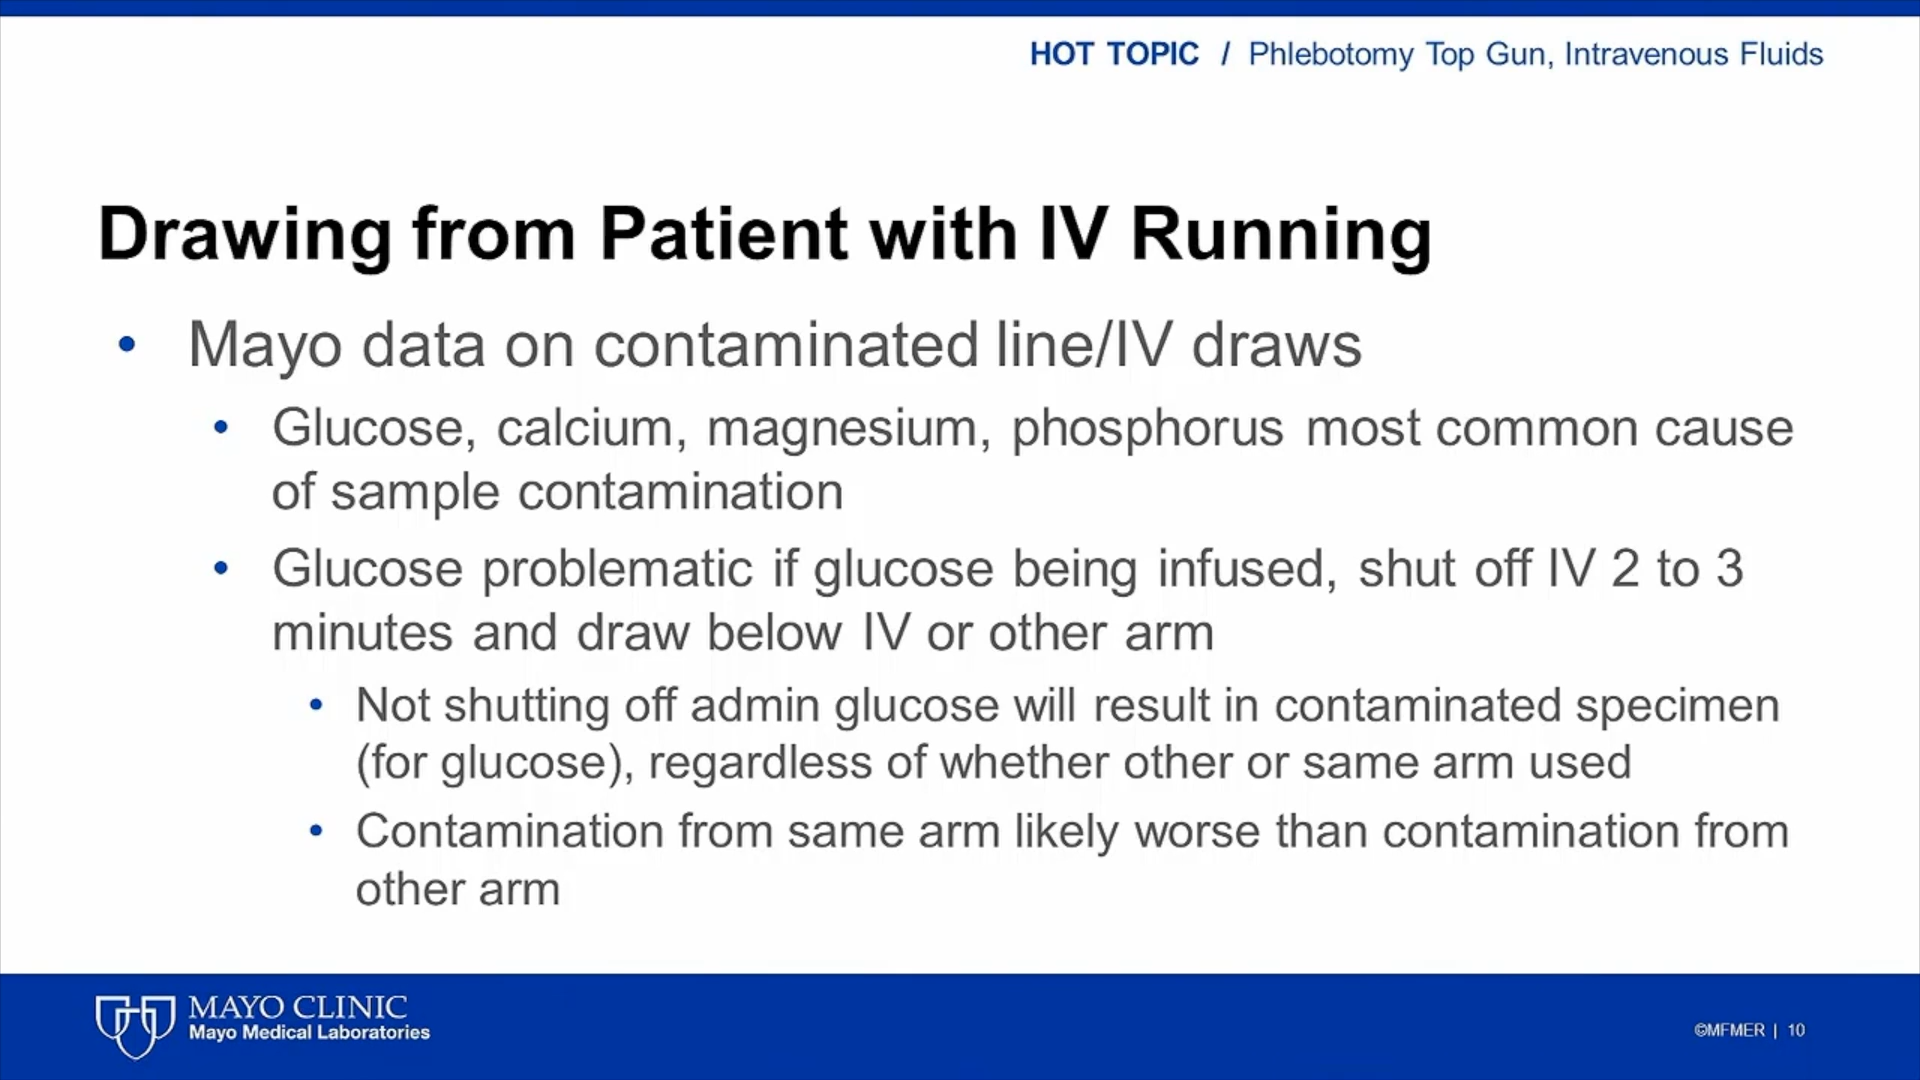 HOT TOPIC / Phlebotomy Top Gun, Intravenous Fluids
Drawing from Patient with IV Running
• Mayo data on contaminated line/IV draws
• Glucose, calcium, magnesium, phosphorus most common cause
of sample contamination
• Glucose problematic if glucose being infused, shut off IV 2 to 3
minutes and draw below IV or other arm
• Not shutting off admin glucose will result in contaminated specimen
(for glucose), regardless of whether other or same arm used
• Contamination from same arm likely worse than contamination from
other arm
MAYO CLINIC
Mayo Medical Laboratories
©MFMER | 10